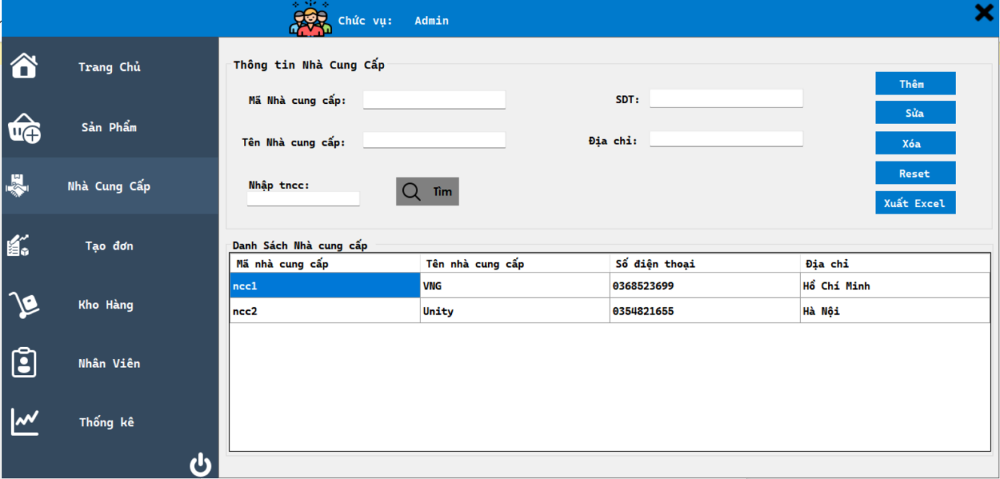 Chức vụ: Admin
Trang Chủ
Sản Phẩm
Nhà Cung Cấp
Tạo đơn
Kho Hàng
Nhân Viên
Thống kê
Thông tin Nhà Cung Cấp
Mã Nhà cung cấp:
SDT:
Tên Nhà cung cấp:
Địa chỉ:
Nhập tncc:
Tìm
Thêm
Sửa
Xóa
Reset
Xuất Excel
Danh Sách Nhà cung cấp
Mã nhà cung cấp Tên nhà cung cấp Số điện thoại Địa chỉ
ncc1 VNG 0368523699 Hồ Chí Minh
ncc2 Unity 0354821655 Hà Nội